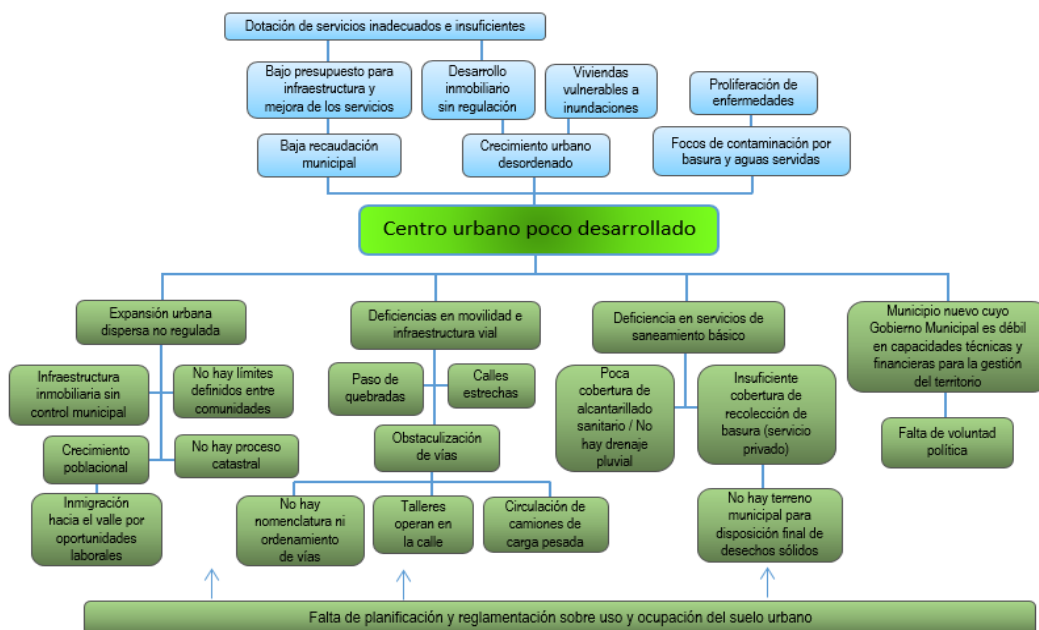 Dotación de servicios inadecuados e insuficientes
Bajo presupuesto para
infraestructura y
mejora de los servicios
Desarrollo
inmobiliario
sin regulación
Viviendas
vulnerables a
inundaciones
Proliferación de
enfermedades
Baja recaudación
municipal
Crecimiento urbano
desordenado
Focos de contaminación por
basura y aguas servidas
Centro urbano poco desarrollado
Expansión urbana
dispersa no regulada
Deficiencias en movilidad e
infraestructura vial
Deficiencia en servicios de
saneamiento básico
Municipio nuevo cuyo
Gobierno Municipal es débil
en capacidades técnicas y
financieras para la gestión
del territorio
Infraestructura
inmobiliaria sin
control municipal
No hay límites
definidos entre
comunidades
Paso de
quebradas
Calles
estrechas
Poca
cobertura de
alcantarillado
sanitario / No
hay drenaje
pluvial
Insuficiente
cobertura de
recolección de
basura (servicio
privado)
Falta de voluntad
política
Crecimiento
poblacional
No hay proceso
catastral
Obstaculización
de vías
Inmigración
hacia el valle por
oportunidades
laborales
No hay
nomenclatura ni
ordenamiento
de vías
Talleres
operan en
la calle
Circulación de
camiones de
carga pesada
No hay terreno
municipal para
disposición final de
desechos sólidos
Falta de planificación y reglamentación sobre uso y ocupación del suelo urbano